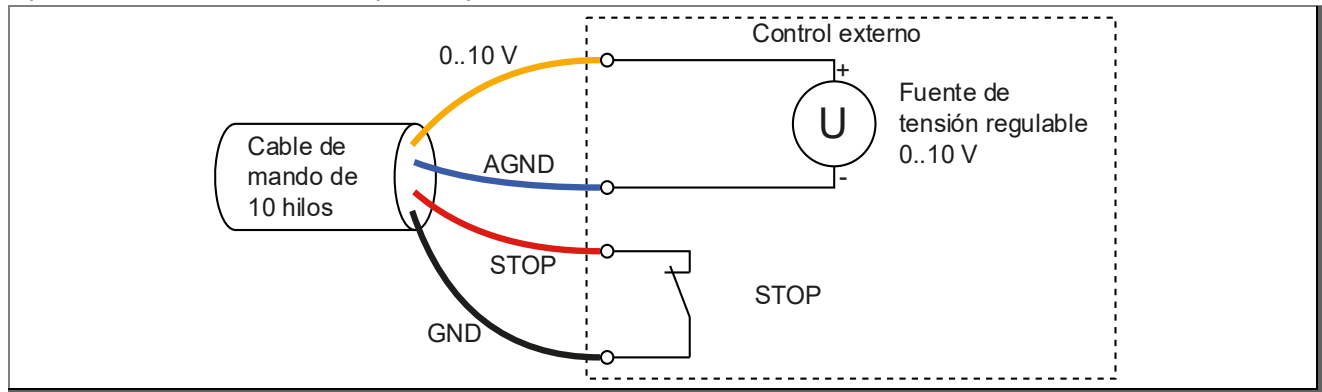 Control externo
0..10 V
+
U
Fuente de
tensión regulable
0..10 V
-
Cable de
mando de
10 hilos
AGND
STOP
STOP
GND